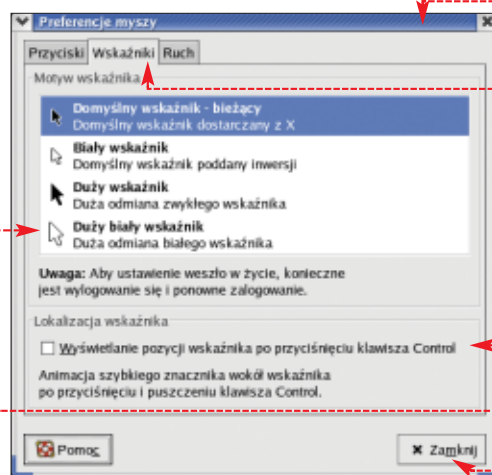 Preferencje myszy
Przyciski Wskaźniki Ruch
Motyw wskaźnika
Domyślny wskaźnik - bieżący
Domyślny wskaźnik dostarczany z X
Biały wskaźnik
Domyślny wskaźnik poddany inwersji
Duży wskaźnik
Duża odmiana zwykłego wskaźnika
Duży biały wskaźnik
Duża odmiana białego wskaźnika
Uwaga: Aby ustawienie weszło w życie, konieczne
jest wylogowanie się i ponowne zalogowanie.
Lokalizacja wskaźnika
Wyświetlanie pozycji wskaźnika po przyciśnięciu klawisza Control
Animacja szybkiego znacznika wokół wskaźnika
po przyciśnięciu i puszczeniu klawisza Control.
Pomoc
Zamknij